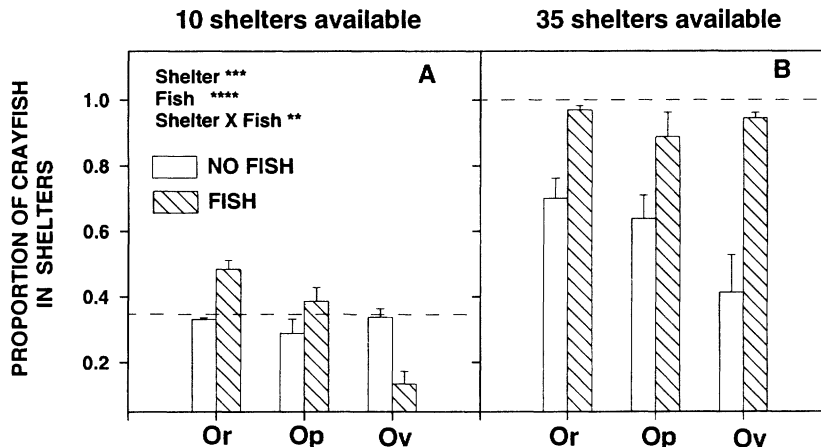 10 shelters available
35 shelters available
PROPORTION OF CRAYFISH
IN SHELTERS
A
Shelter ***
Fish ****
Shelter X Fish **
NO FISH
FISH
1.0
0.8
0.6
0.4
0.2
B
Or Op Ov
Or Op Ov